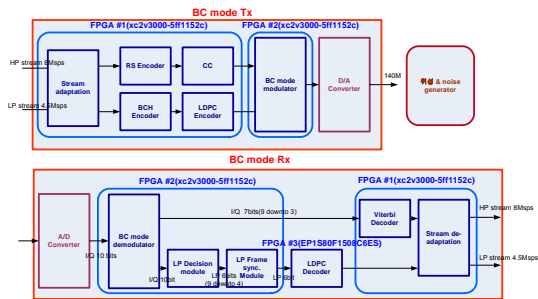 BC mode Tx
FPGA #1(xc2v3000-5ff1152c)
FPGA #2(xc2v3000-5ff1152c)
HP stream 8Msps
LP stream 4.5Msps
Stream
adaptation
RS Encoder
CC
BCH
Encoder
LDPC
Encoder
BC mode
modulator
D/A
Converter
140M
& noise
generator
BC mode Rx
FPGA #2(xc2v3000-5ff1152c)
FPGA #1(xc2v3000-5ff1152c)
A/D
Converter
I/Q 10 bits
BC mode
demodulator
I/Q 7bits(9 downto 3)
I/Q 10bit
LP Decision
module
LP 6bits
(9 downto 4)
LP Frame
sync.
Module
LP 6bit
FPGA #3(EP1S80F1508C6ES)
LDPC
Decoder
Viterbi
Decoder
Stream de-
adaptation
HP stream 8Msps
LP stream 4.5Msps